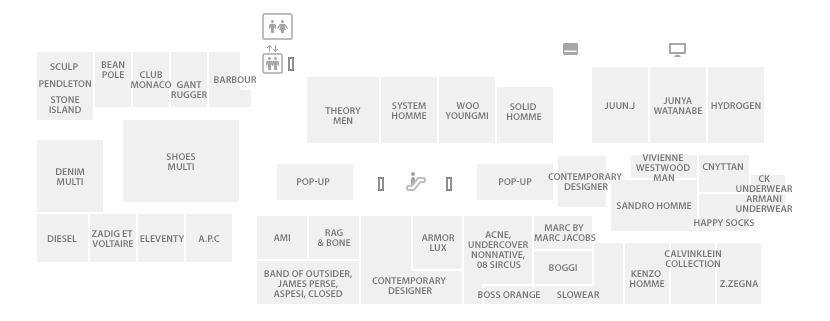 SCULP
PENDLETON
STONE
ISLAND
BEAN
POLE
CLUB
MONACO
GANT
RUGGER
BARBOUR
THEORY
MEN
SYSTEM
HOMME
WOO
YOUNGMI
SOLID
HOMME
JUUN.J
JUNYA
WATANABE
HYDROGEN
SHOES
MULTI
DENIM
MULTI
POP-UP
POP-UP
CONTEMPORARY
DESIGNER
VIVIENNE
WESTWOOD
MAN
CNYTTAN
CK
UNDERWEAR
ARMANI
UNDERWEAR
SANDRO HOMME
HAPPY SOCKS
DIESEL
ZADIG ET
VOLTAIRE
ELEVENTY
A.P.C
AMI
RAG
& BONE
ARMOR
LUX
ACNE,
UNDERCOVER
NONNATIVE,
08 SIRCUS
MARC BY
MARC JACOBS
BOGGI
BAND OF OUTSIDER,
JAMES PERSE,
ASPESI, CLOSED
CONTEMPORARY
DESIGNER
BOSS ORANGE
SLOWEAR
KENZO
HOMME
CALVINKLEIN
COLLECTION
Z.ZEGNA